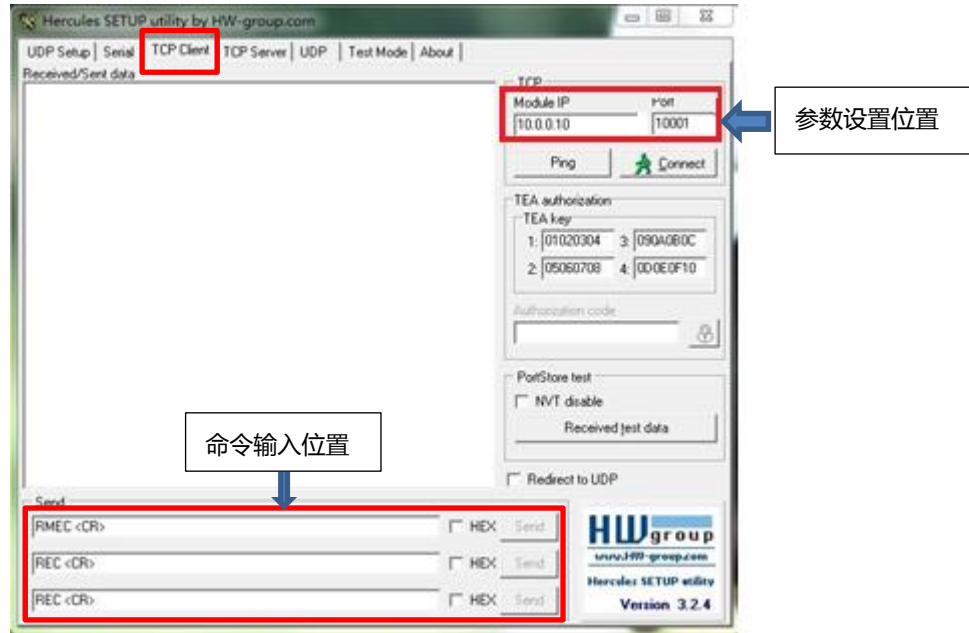 Hercules SETUP utility by HW-group.com
UDP Setup Serial TCP Client TCP Server UDP Test Mode About
Received/Sent data
TCP
Module IP Port
10.0.0.10 10001
参数设置位置
Ping Connect
TEA authorization
TEA key
1: 01020304 3: 090A0B0C
2: 05060708 4: 0D0E0F10
Authorization code
PortStore test
NVT disable
Received test data
命令输入位置
Redirect to UDP
Send
RMEC <CR> HEX Send
REC <CR> HEX Send
REC <CR> HEX Send
HW group
www.HW-group.com
Hercules SETUP utility
Version 3.2.4